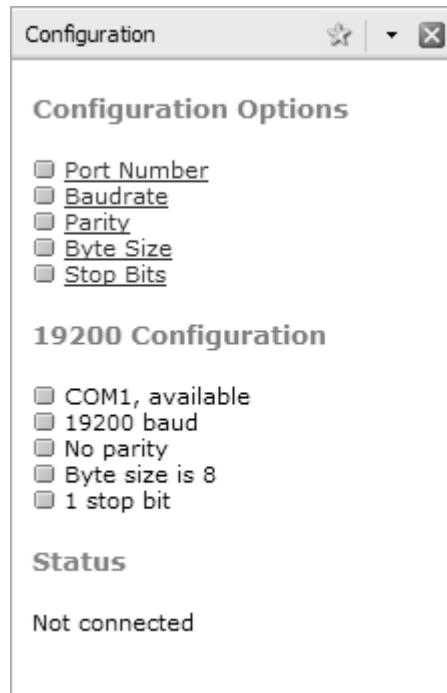 Configuration
Configuration Options
Port Number
Baudrate
Parity
Byte Size
Stop Bits
19200 Configuration
COM1, available
19200 baud
No parity
Byte size is 8
1 stop bit
Status
Not connected